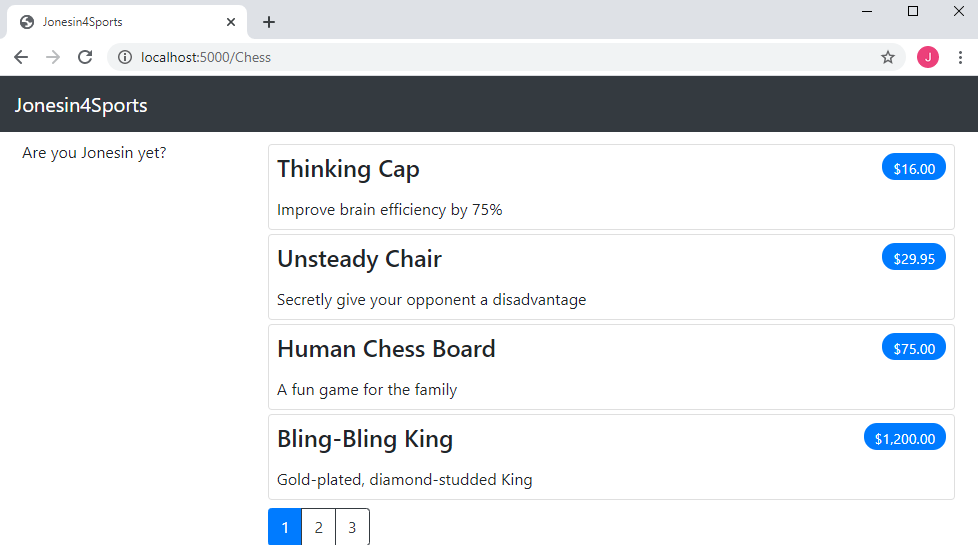 Jonesin4Sports
localhost:5000/Chess
J
Jonesin4Sports
Are you Jonesin yet?
Thinking Cap
$16.00
Improve brain efficiency by 75%
Unsteady Chair
$29.95
Secretly give your opponent a disadvantage
Human Chess Board
$75.00
A fun game for the family
Bling-Bling King
$1,200.00
Gold-plated, diamond-studded King
1 2 3